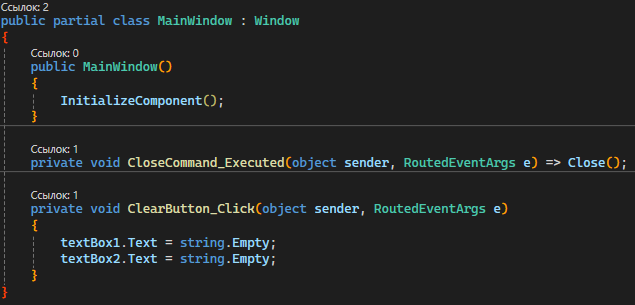 Ссылок: 2
public partial class MainWindow : Window
{
Ссылок: 0
public MainWindow()
{
InitializeComponent();
}
Ссылок: 1
private void CloseCommand_Executed(object sender, RoutedEventArgs e) => Close();
Ссылок: 1
private void ClearButton_Click(object sender, RoutedEventArgs e)
{
textBox1.Text = string.Empty;
textBox2.Text = string.Empty;
}
}